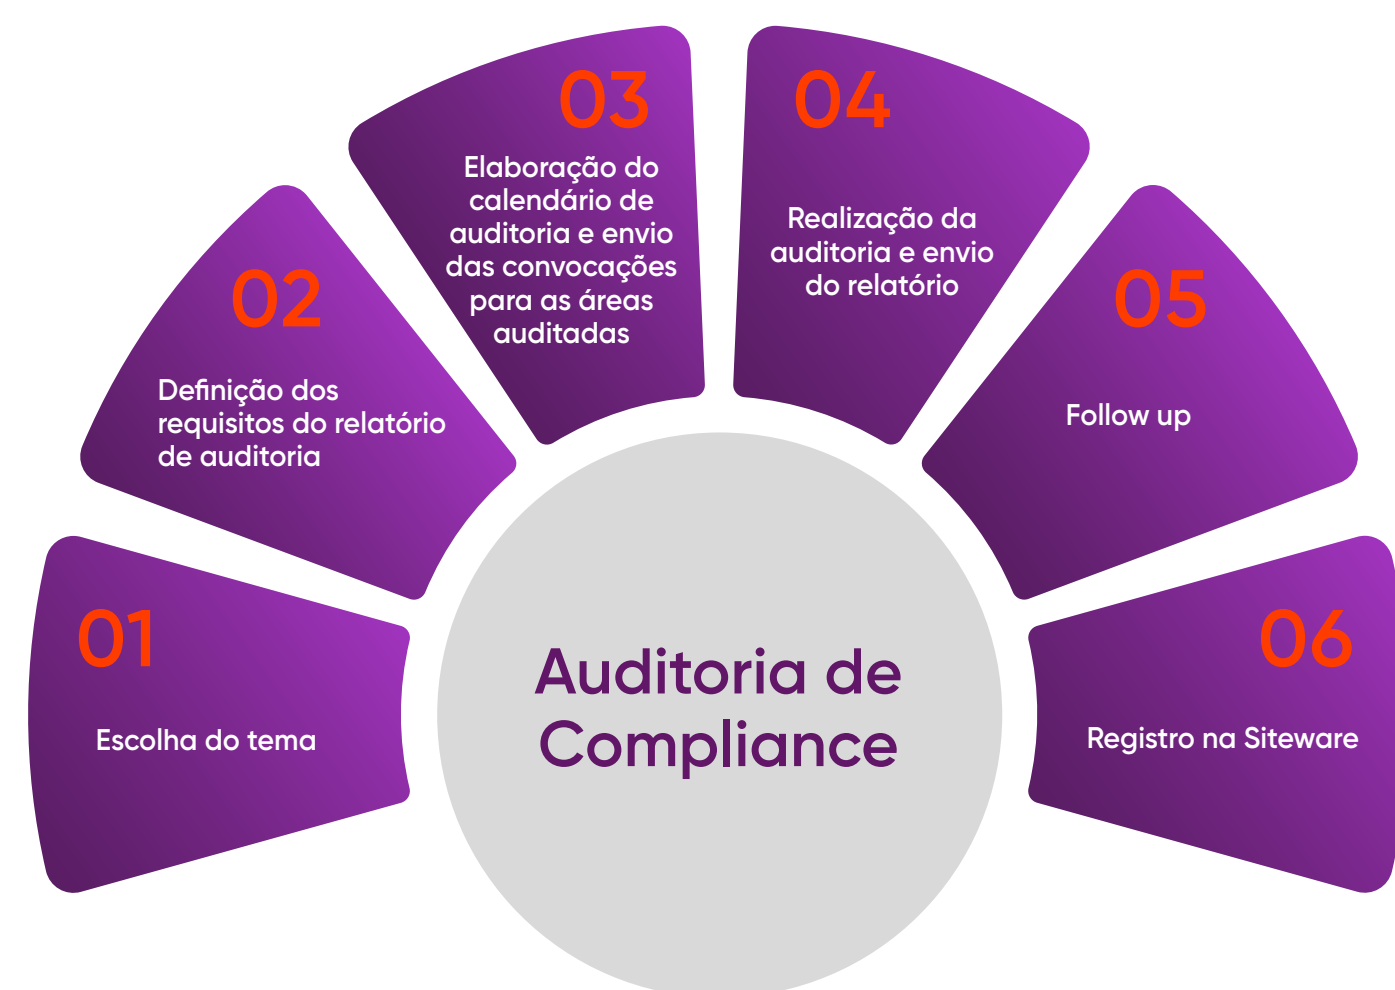 01
Escolha do tema
02
Definição dos
requisitos do relatório
de auditoria
03
Elaboração do
calendário de
auditoria e envio
das convocações
para as áreas
auditadas
04
Realização da
auditoria e envio
do relatório
05
Follow up
06
Registro na Siteware
Auditoria de
Compliance